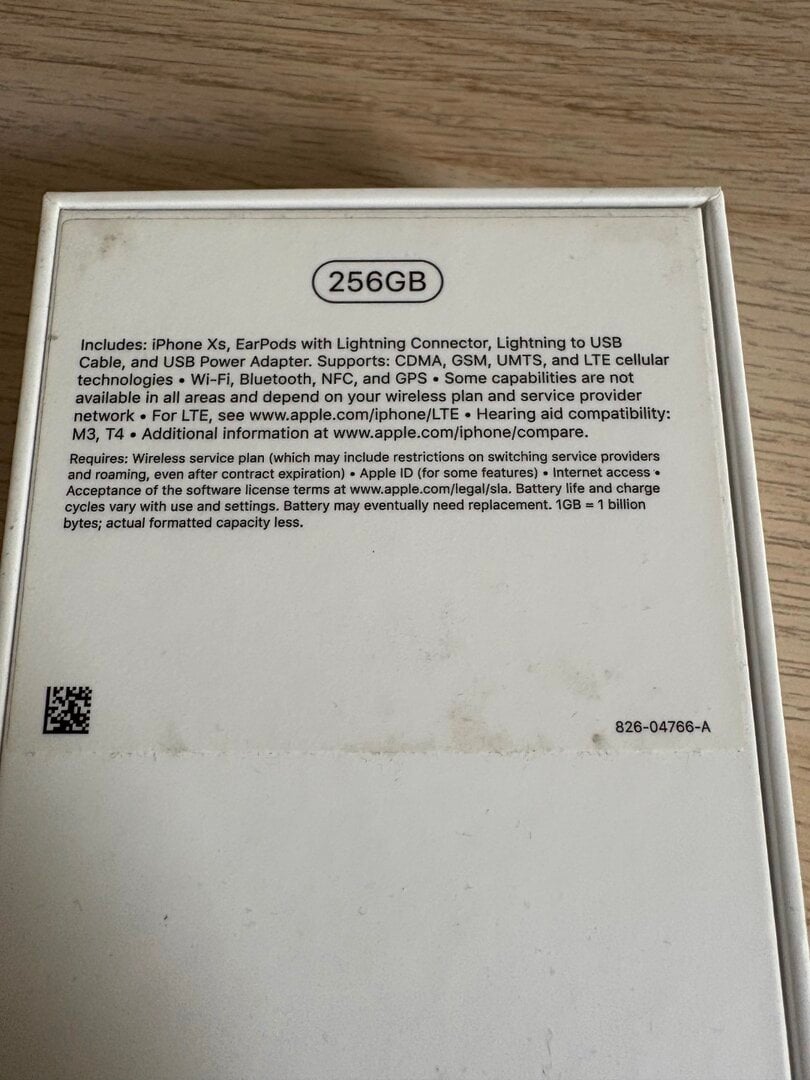 256GB
Includes: iPhone Xs, EarPods with Lightning Connector, Lightning to USB
Cable, and USB Power Adapter. Supports: CDMA, GSM, UMTS, and LTE cellular
technologies • Wi-Fi, Bluetooth, NFC, and GPS • Some capabilities are not
available in all areas and depend on your wireless plan and service provider
network • For LTE, see www.apple.com/iphone/LTE • Hearing aid compatibility:
M3, T4 • Additional information at www.apple.com/iphone/compare.
Requires: Wireless service plan (which may include restrictions on switching service providers
and roaming, even after contract expiration) • Apple ID (for some features) • Internet access •
Acceptance of the software license terms at www.apple.com/legal/sla. Battery life and charge
cycles vary with use and settings. Battery may eventually need replacement. 1GB = 1 billion
bytes; actual formatted capacity less.
826-04766-A